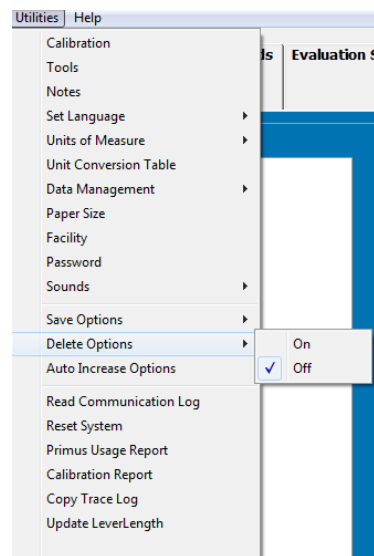 Utilities Help
Calibration
ds Evaluation S
Tools
Notes
Set Language
Units of Measure
Unit Conversion Table
Data Management
Paper Size
Facility
Password
Sounds
Save Options
Delete Options
On
Auto Increase Options
Off
Read Communication Log
Reset System
Primus Usage Report
Calibration Report
Copy Trace Log
Update LeverLength